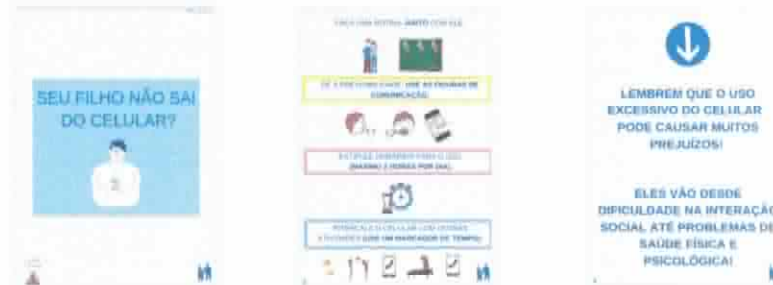 SEU FILHO NÃO SAI
DO CELULAR?
FAÇA UMA ROTINA JUNTO COM ELE
DÊ A PREVISIBILIDADE: USE AS FIGURAS DE
COMUNICAÇÃO.
ESTIPULE HORÁRIOS PARA O USO
(MÁXIMO 2 HORAS POR DIA).
INTERCALE O CELULAR COM OUTRAS
ATIVIDADES (USE UM MARCADOR DE TEMPO)
LEMBREM QUE O USO
EXCESSIVO DO CELULAR
PODE CAUSAR MUITOS
PREJUÍZOS!
ELES VÃO DESDE
DIFICULDADE NA INTERAÇÃO
SOCIAL ATÉ PROBLEMAS DE
SAÚDE FÍSICA E
PSICOLÓGICA!